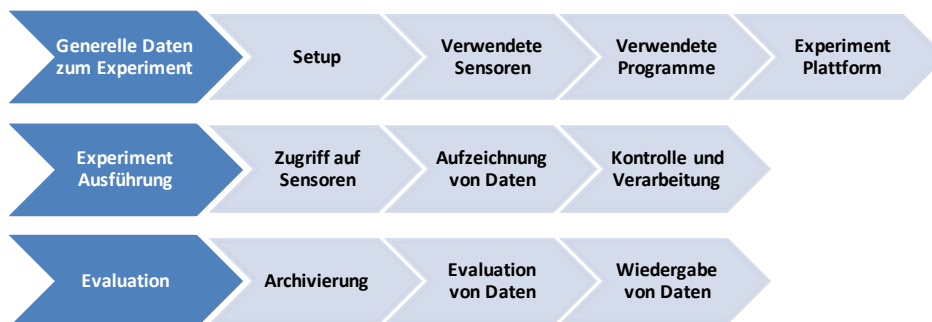 Generelle Daten
zum Experiment
Setup
Verwendete
Sensoren
Verwendete
Programme
Experiment
Plattform
Experiment
Ausführung
Zugriff auf
Sensoren
Aufzeichnung
von Daten
Kontrolle und
Verarbeitung
Evaluation
Archivierung
Evaluation
von Daten
Wiedergabe
von Daten